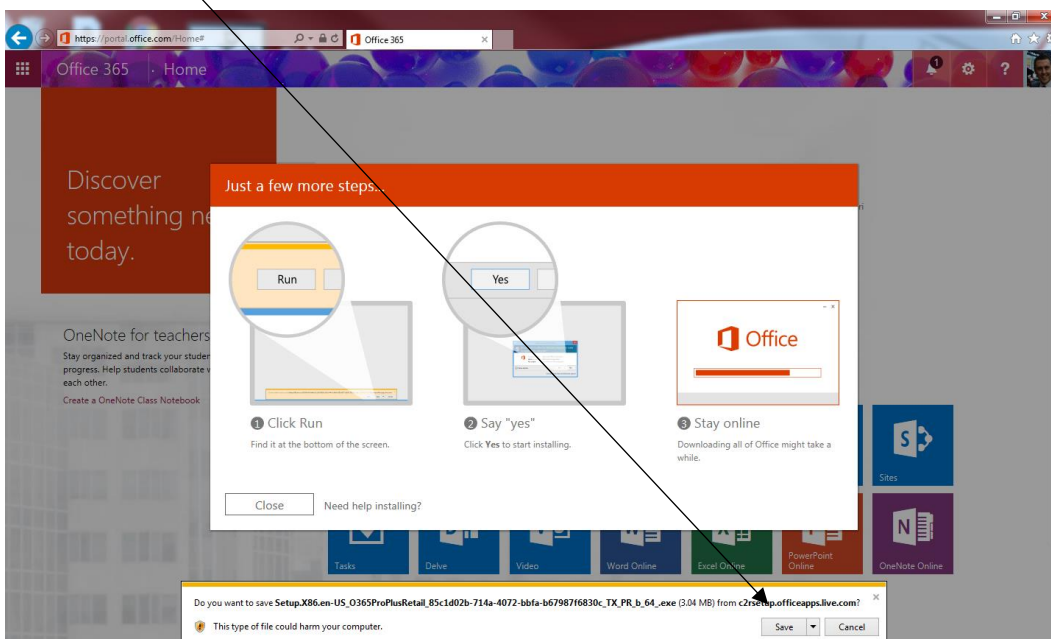 https://portal.office.com/Home#
Office 365
Office 365
Home
1
?
Discover
something ne
today.
Just a few more steps...
ri
Run
Yes
Office
OneNote for teachers
Stay organized and track your studen
progress. Help students collaborate w
each other.
Create a OneNote Class Notebook
1 Click Run
Find it at the bottom of the screen.
2 Say "yes"
Click Yes to start installing.
3 Stay online
Downloading all of Office might take a
while.
Close
Need help installing?
S
Sites
Tasks
Delve
Video
Word Online
Excel Online
PowerPoint
Online
N
OneNote Online
Do you want to save Setup.X86.en-US_O365ProPlusRetail_85c1d02b-714a-4072-bbfa-b67987f6830c_TX_PR_b_64_.exe (3.04 MB) from c2rsetup.officeapps.live.com?
This type of file could harm your computer.
Save
Cancel